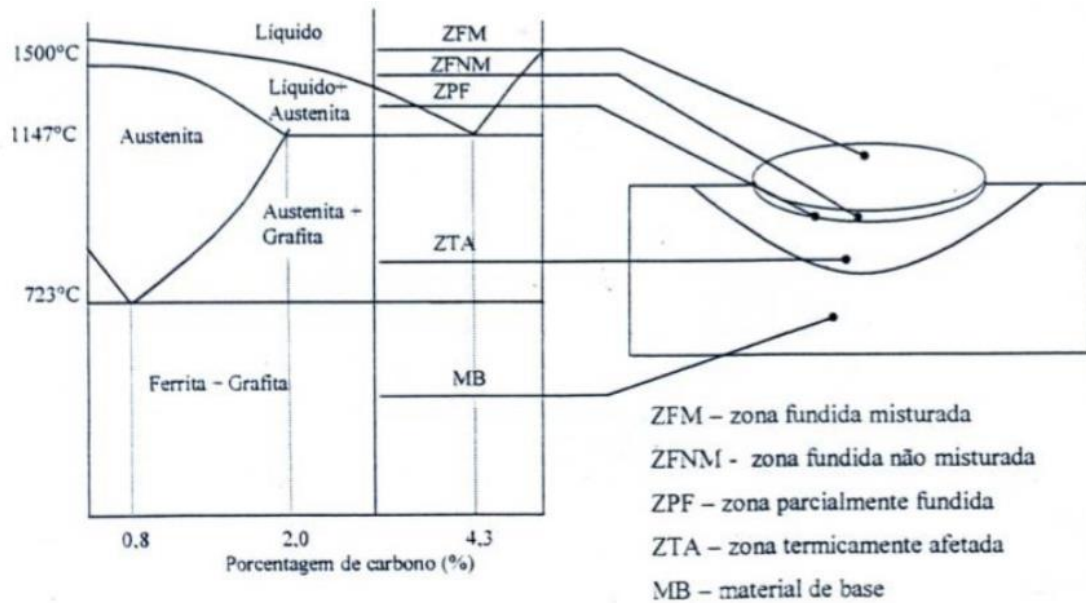 Líquido
ZFM
1500°C
ZFNM
Líquido+
Austenita
ZPF
1147°C
Austenita
Austenita +
Grafita
ZTA
723°C
Ferrita – Grafita
MB
0.8
2.0
4.3
Porcentagem de carbono (%)
ZFM – zona fundida misturada
ZFNM - zona fundida não misturada
ZPF – zona parcialmente fundida
ZTA – zona termicamente afetada
MB – material de base